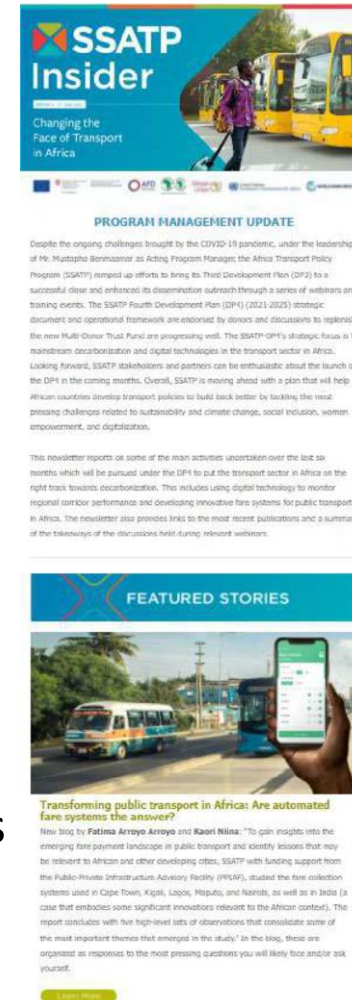 SSATP
Insider
Changing the
Face of Transport
in Africa
AFD
PROGRAM MANAGEMENT UPDATE
Despite the ongoing challenges brought by the COVID-19 pandemic, under the leadership
of Mr. Mustapha Benmaamar as Acting Program Manager, the Africa Transport Policy
Program (SSATP) ramped up efforts to bring its Third Development Plan (DP3) to a
successful close and enhanced its dissemination outreach through a series of webinars and
training events. The SSATP Fourth Development Plan (DP4) (2021-2025) strategic
document and operational framework are endorsed by donors and discussions to replenish
the new Multi-Donor Trust Fund are progressing well. The SSATP-DP4's strategic focus is
mainstream decarbonization and digital technologies in the transport sector in Africa.
Looking forward, SSATP stakeholders and partners can be enthusiastic about the launch
the DP4 in the coming months. Overall, SSATP is moving ahead with a plan that will help
African countries develop transport policies to build back better by tackling the most
pressing challenges related to sustainability and climate change, social inclusion, women
empowerment, and digitalization.
This newsletter reports on some of the main activities undertaken over the last six
months which will be pursued under the DP4 to put the transport sector in Africa on the
right track towards decarbonization. This includes using digital technology to monitor
regional corridor performance and developing innovative fare systems for public transport
in Africa. The newsletter also provides links to the most recent publications and a summary
of the takeaways of the discussions held during relevant webinars.
FEATURED STORIES
s
Transforming public transport in Africa: Are automated
fare systems the answer?
New blog by Fatima Arroyo Arroyo and Kaori Niina: "To gain insights into the
emerging fare payment landscape in public transport and identify lessons that may
be relevant to African and other developing cities, SSATP with funding support from
the Public-Private Infrastructure Advisory Facility (PPIAF), studied the fare collection
systems used in Cape Town, Kigali, Lagos, Maputo, and Nairobi, as well as in India (a
case that embodies some significant innovations relevant to the African context). The
report concludes with five high-level sets of observations that consolidate some of
the most important themes that emerged in the study." In the blog, these are
organized as responses to the most pressing questions you will likely face and/or ask
yourself.
Learn More